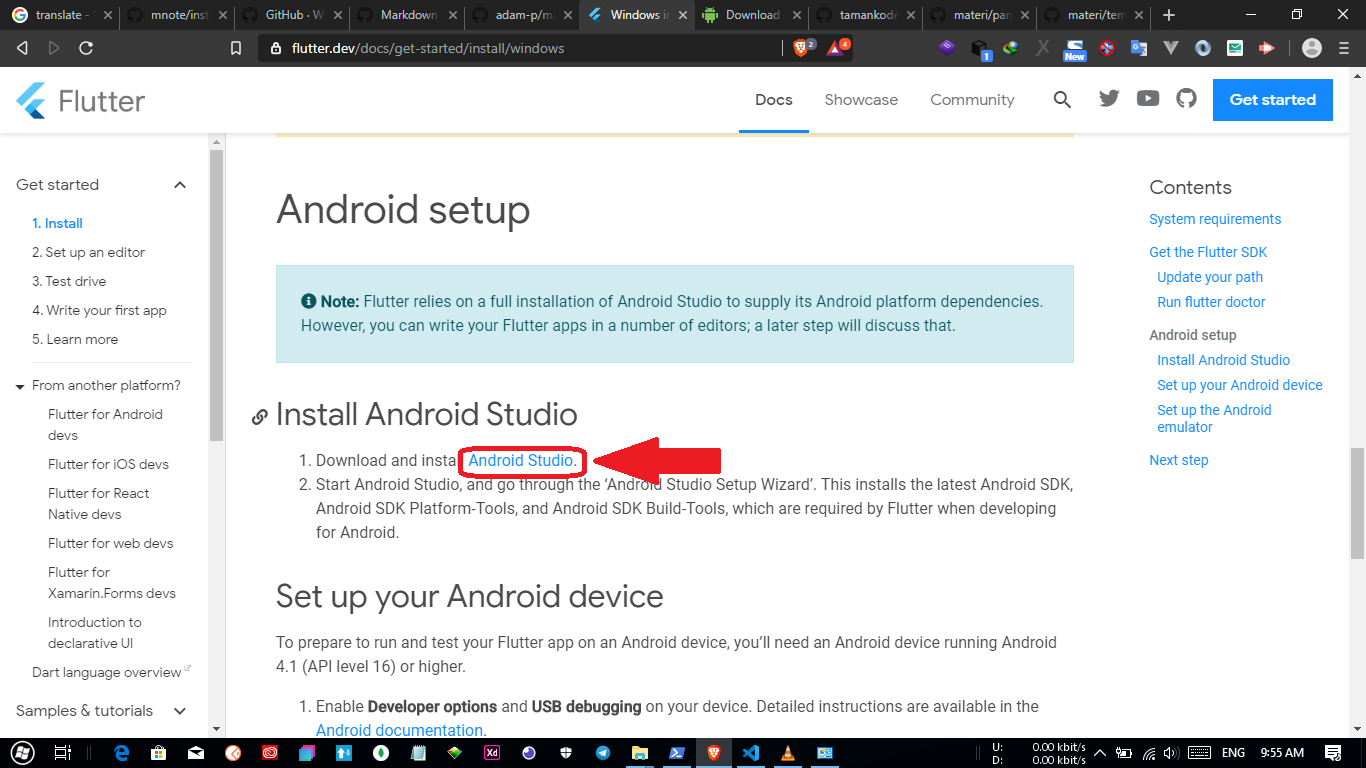 translate -
mnote/inst
GitHub · W
Markdown
adam-p/m
Windows in
Download
tamankode
materi/pan
materi/tem
flutter.dev/docs/get-started/install/windows
2
4
1
New
Flutter
Docs
Showcase
Community
Get started
Get started
1. Install
2. Set up an editor
3. Test drive
4. Write your first app
5. Learn more
From another platform?
Flutter for Android
devs
Flutter for iOS devs
Flutter for React
Native devs
Flutter for web devs
Flutter for
Xamarin.Forms devs
Introduction to
declarative UI
Dart language overview
Samples & tutorials
Android setup
Note: Flutter relies on a full installation of Android Studio to supply its Android platform dependencies.
However, you can write your Flutter apps in a number of editors; a later step will discuss that.
Install Android Studio
1. Download and insta Android Studio.
2. Start Android Studio, and go through the ‘Android Studio Setup Wizard’. This installs the latest Android SDK,
Android SDK Platform-Tools, and Android SDK Build-Tools, which are required by Flutter when developing
for Android.
Set up your Android device
To prepare to run and test your Flutter app on an Android device, you’ll need an Android device running Android
4.1 (API level 16) or higher.
1. Enable Developer options and USB debugging on your device. Detailed instructions are available in the
Android documentation.
Contents
System requirements
Get the Flutter SDK
Update your path
Run flutter doctor
Android setup
Install Android Studio
Set up your Android device
Set up the Android
emulator
Next step
Xd
U: 0.00 kbit/s
D: 0.00 kbit/s
ENG
9:55 AM